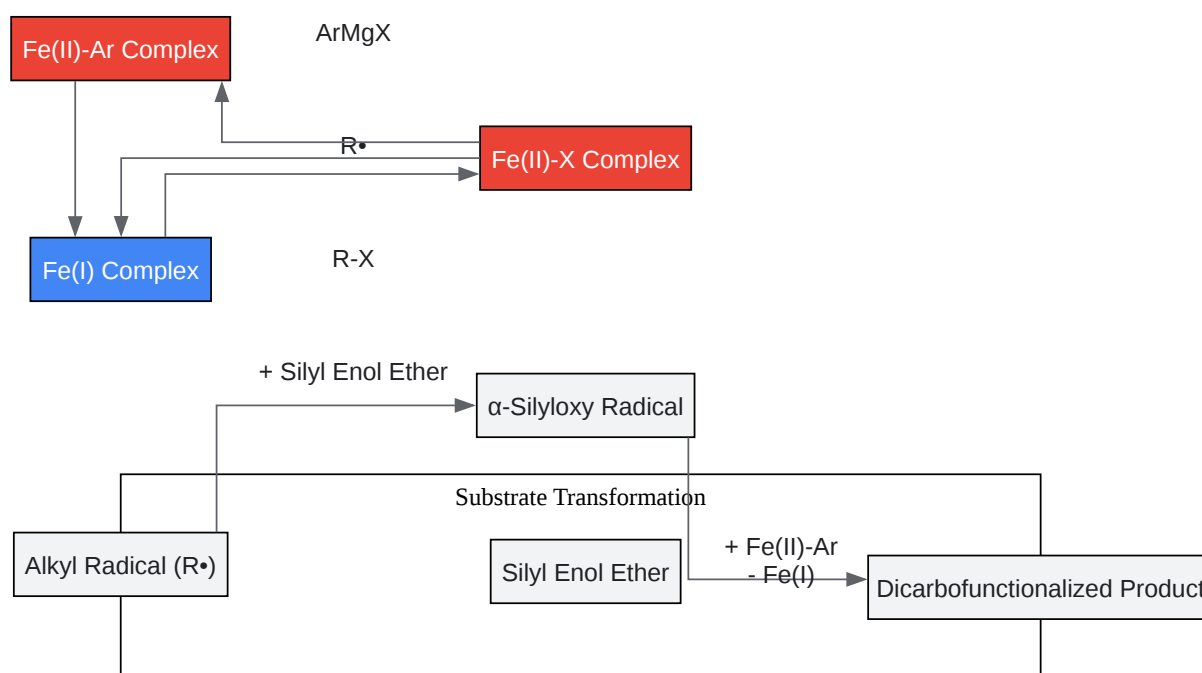 ArMgX
Fe(II)-Ar Complex
R•
Fe(II)-X Complex
R-X
Fe(I) Complex
+ Silyl Enol Ether
α-Silyloxy Radical
Substrate Transformation
Alkyl Radical (R•)
Silyl Enol Ether
+ Fe(II)-Ar
- Fe(I)
Dicarbofunctionalized Product